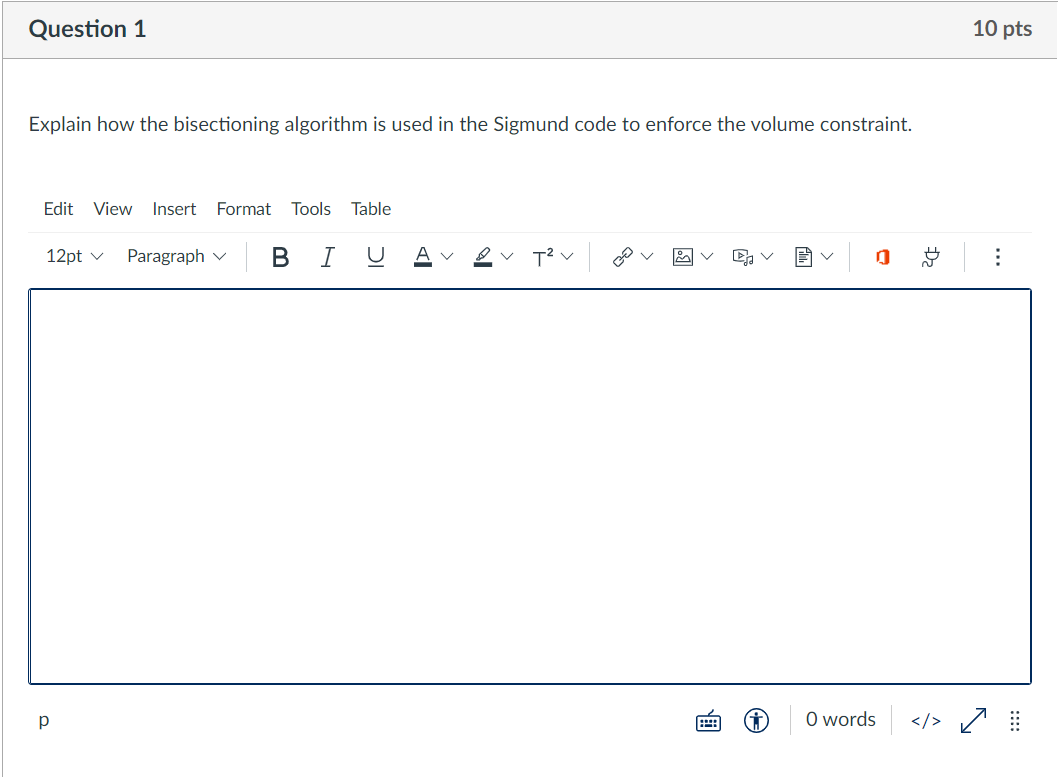 Question 1 10 pts
Explain how the bisectioning algorithm is used in the Sigmund code to enforce the volume constraint.
Edit View Insert Format Tools Table
12pt Paragraph B I U A T²
p 0 words </>